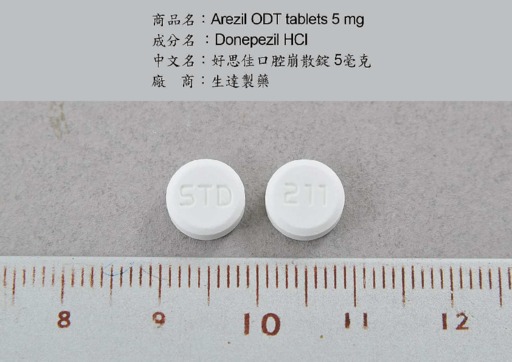 商品名：Arezil ODT tablets 5 mg
成分名：Donepezil HCl
中文名：好思佳口腔崩散錠 5毫克
廠 商：生達製藥
STD 211
8 9 10 11 12